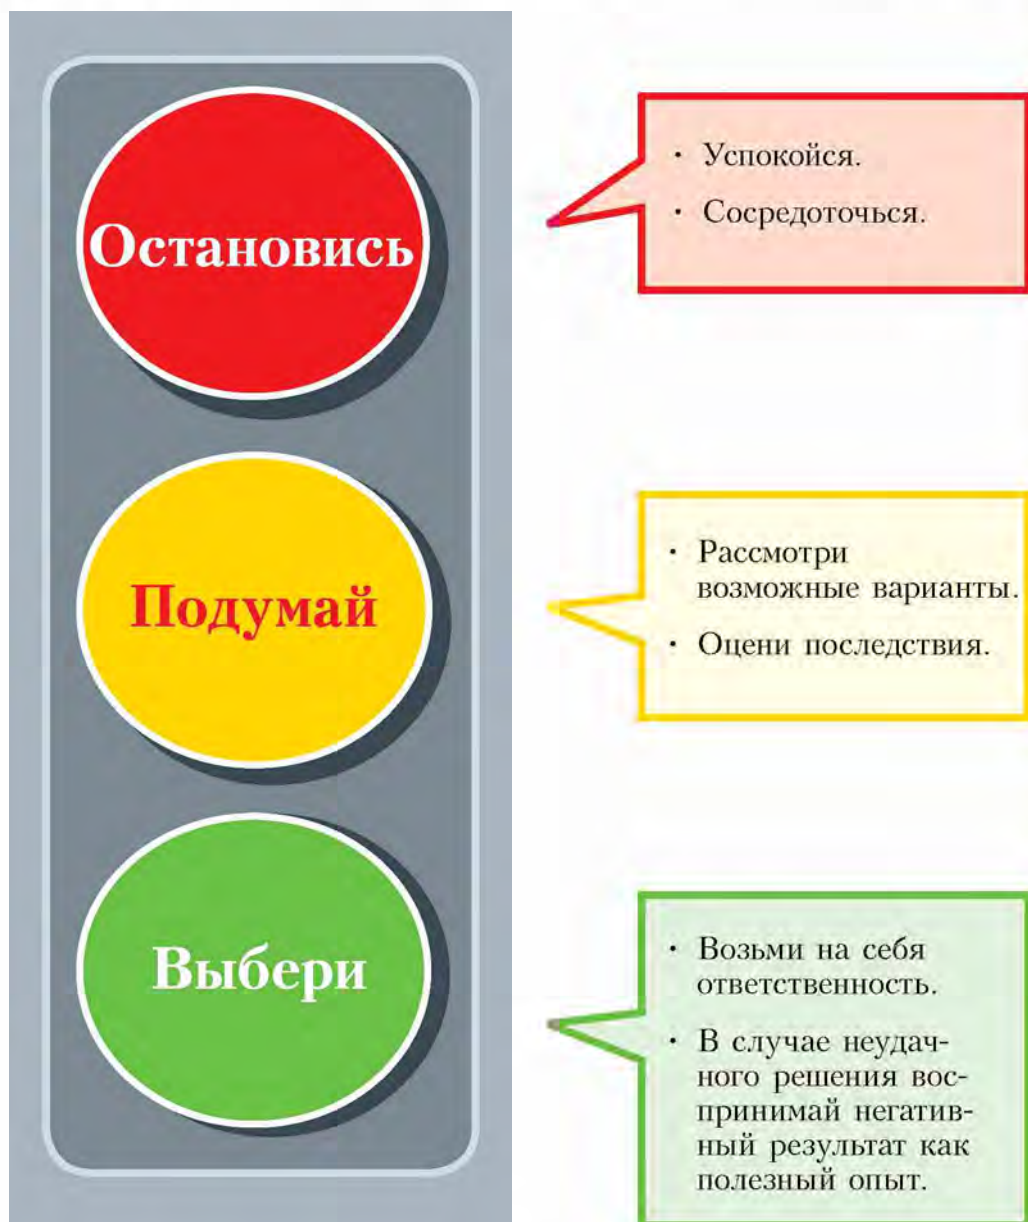 Остановись
· Успокойся.
· Сосредоточься.
Подумай
· Рассмотри
возможные варианты.
· Оцени последствия.
Выбери
· Возьми на себя
ответственность.
· В случае неудач-
ного решения вос-
принимай негатив-
ный результат как
полезный опыт.